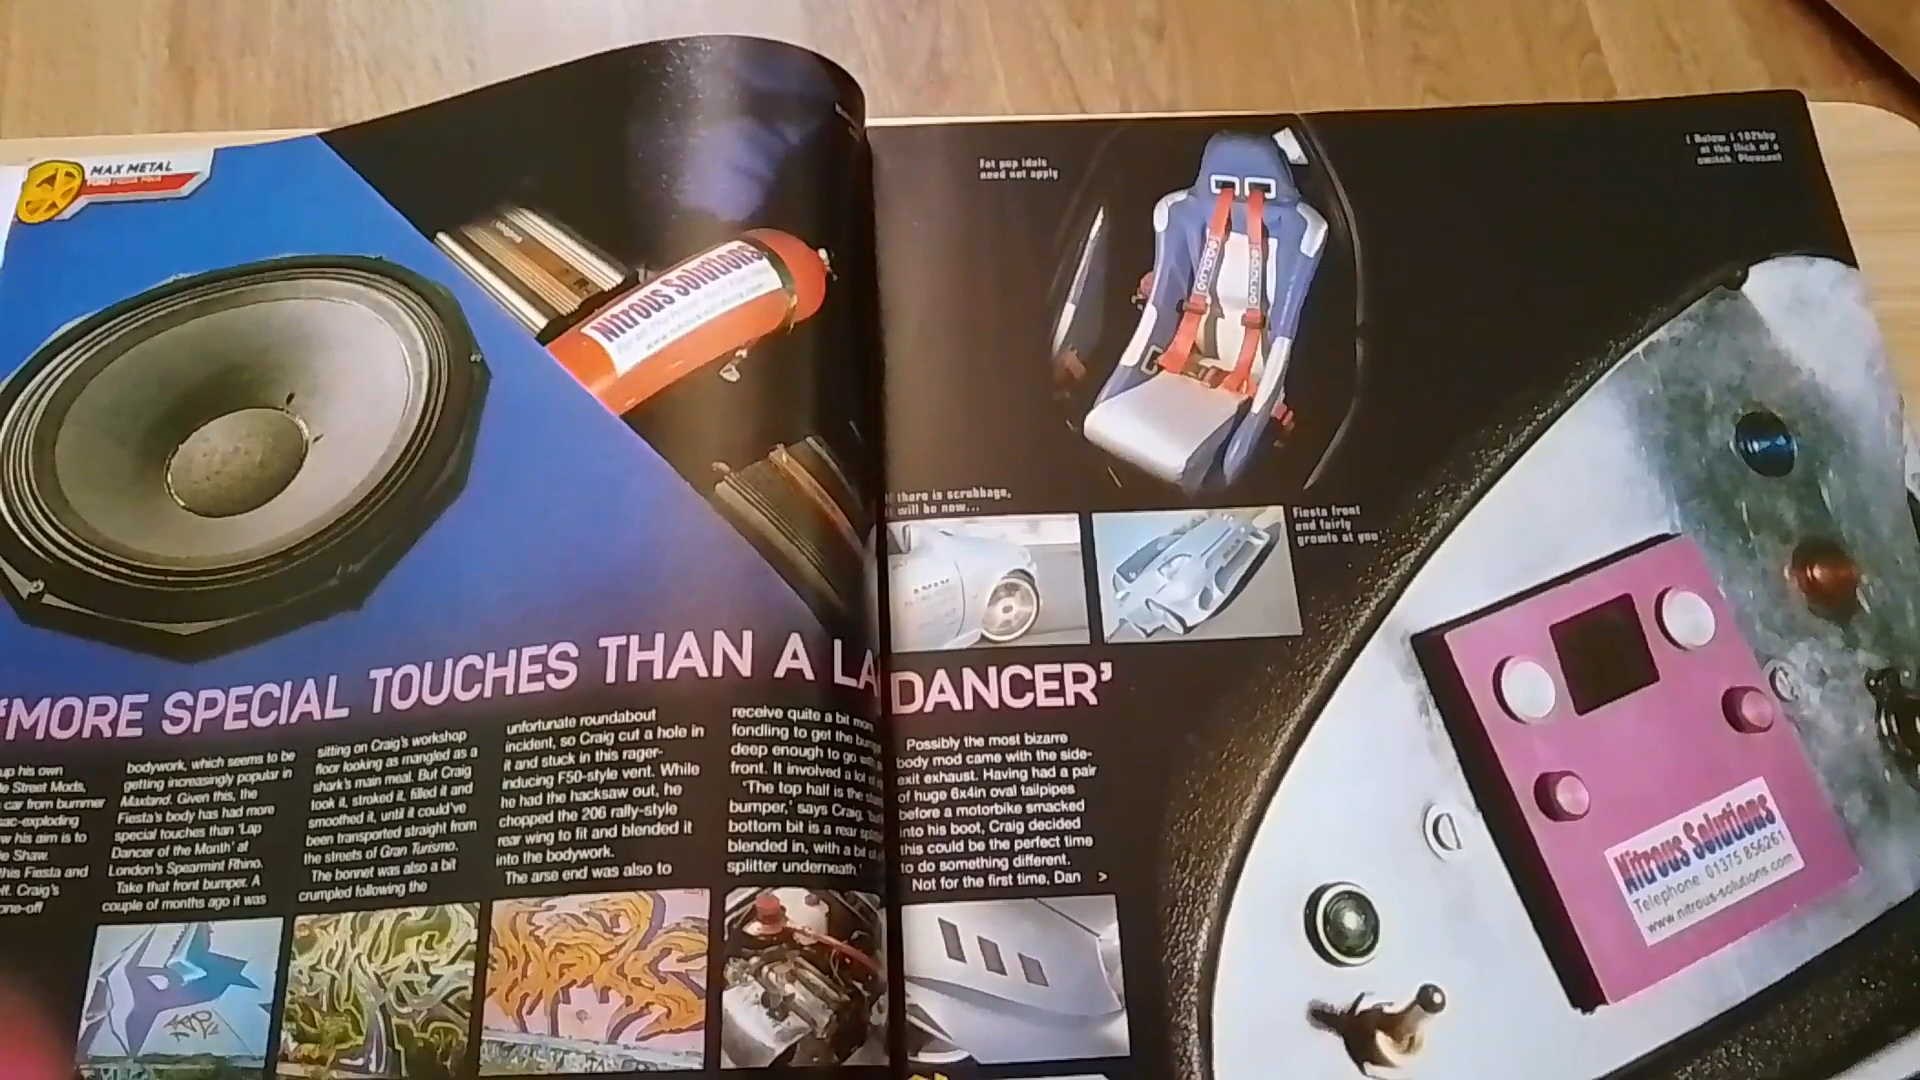 MAX METAL
FORD FIESTA MK4
Nitrous Solutions
Fat pop idols
need not apply
( Below ) 152bhp
at the flick of a
switch. Pleasant
there is scrubbage,
will be now...
Fiesta front
end fairly
growls at you
'MORE SPECIAL TOUCHES THAN A LA
DANCER'
up his own
Street Mods,
car from bummer
sac-exploding
his aim is to
Shaw.
this Fiesta and
Craig's
one-off
bodywork, which seems to be
getting increasingly popular in
Maxland. Given this, the
Fiesta's body has had more
special touches than 'Lap
Dancer of the Month' at
London's Spearmint Rhino.
Take that front bumper. A
couple of months ago it was
sitting on Craig's workshop
floor looking as mangled as a
shark's main meal. But Craig
took it, stroked it, filled it and
smoothed it, until it could've
been transported straight from
the streets of Gran Turismo.
The bonnet was also a bit
crumpled following the
unfortunate roundabout
incident, so Craig cut a hole in
it and stuck in this rager-
inducing F50-style vent. While
he had the hacksaw out, he
chopped the 206 rally-style
rear wing to fit and blended it
into the bodywork.
The arse end was also to
receive quite a bit more
fondling to get the
deep enough to go
front. It involved a lot
'The top half is the
bumper,' says Craig,
bottom bit is a rear
blended in, with a bit
splitter underneath.'
Possibly the most bizarre
body mod came with the side-
exit exhaust. Having had a pair
of huge 6x4in oval tailpipes
before a motorbike smacked
into his boot, Craig decided
this could be the perfect time
to do something different.
Not for the first time, Dan >
Nitrous Solutions
Telephone. 01375 856261
www.nitrous-solutions.com